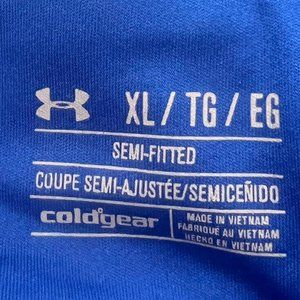 XL / TG / EG
SEMI-FITTED
COUPE SEMI-AJUSTÉE/SEMICEÑIDO
coldgear
MADE IN VIETNAM
FABRIQUÉ AU VIETNAM
HECHO EN VIETNAM